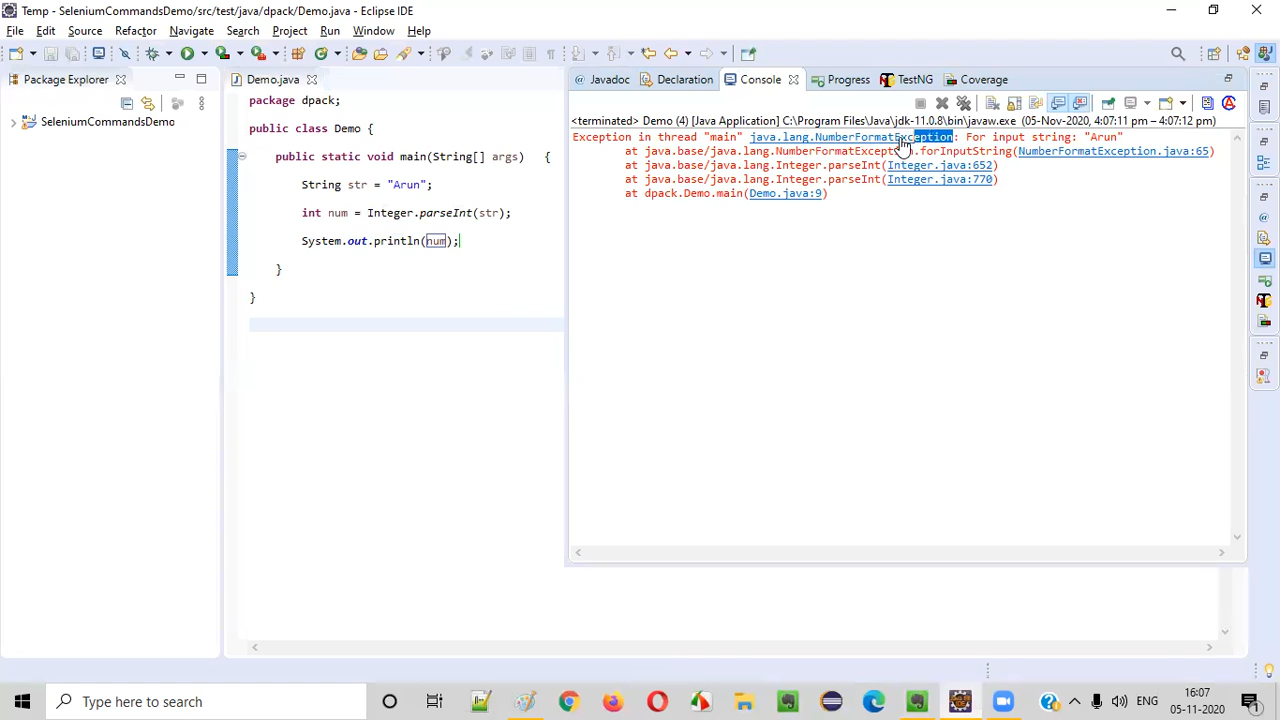 Temp - SeleniumCommandsDemo/src/test/java/dpack/Demo.java - Eclipse IDE
File Edit Source Refactor Navigate Search Project Run Window Help
Package Explorer
SeleniumCommandsDemo
Demo.java
package dpack;
public class Demo {
public static void main(String[] args) {
String str = "Arun";
int num = Integer.parseInt(str);
System.out.println(num);
}
}
@ Javadoc Declaration Console Progress TestNG Coverage
<terminated> Demo (4) [Java Application] C:\Program Files\Java\jdk-11.0.8\bin\javaw.exe (05-Nov-2020, 4:07:11 pm – 4:07:12 pm)
Exception in thread "main" java.lang.NumberFormatException: For input string: "Arun"
at java.base/java.lang.NumberFormatException.forInputString(NumberFormatException.java:65)
at java.base/java.lang.Integer.parseInt(Integer.java:652)
at java.base/java.lang.Integer.parseInt(Integer.java:770)
at dpack.Demo.main(Demo.java:9)
Type here to search
ENG
16:07
05-11-2020